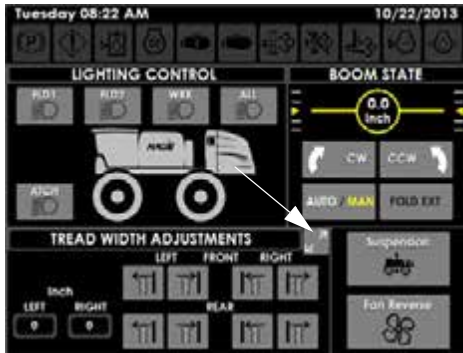 Tuesday 08:22 AM 10/22/2013
(P)
LIGHTING CONTROL
FLD1 FLD2 WRK ALL
HAGIE
ATCH
BOOM STATE
0.0
Inch
CW CCW
AUTO / MAN FOLD EXT
TREAD WIDTH ADJUSTMENTS
LEFT FRONT RIGHT
Inch
LEFT RIGHT
REAR
0 0
Suspension
Fan Reverse